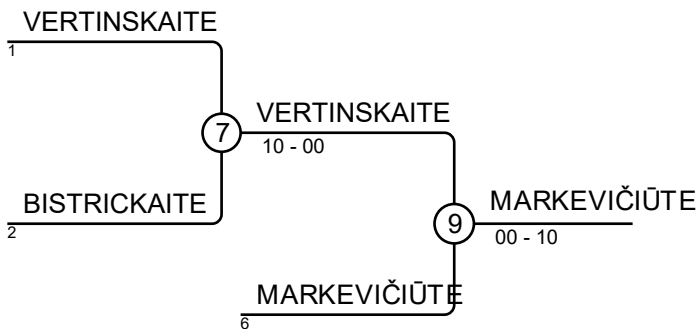 VERTINSKAITE
1
7
VERTINSKAITE
10 - 00
BISTRICKAITE
2
9
MARKEVIČIŪTE
00 - 10
MARKEVIČIŪTE
6